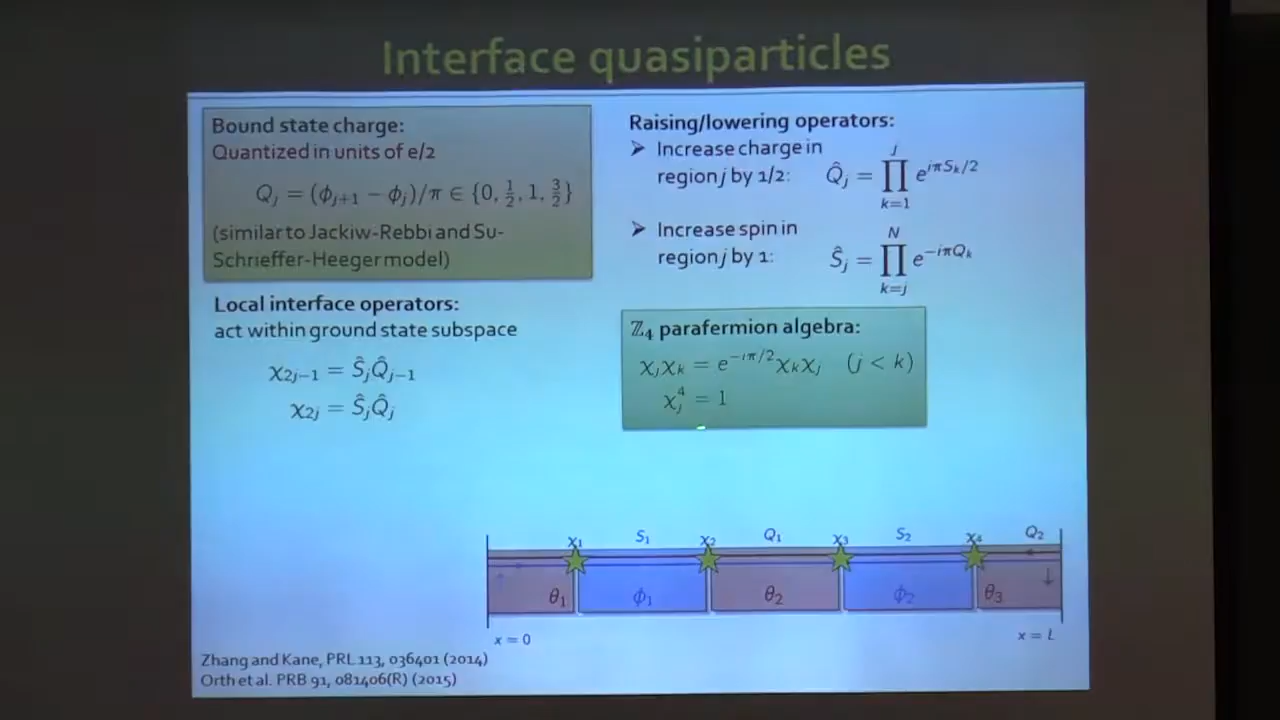 Interface quasiparticles
Bound state charge:
Quantized in units of e/2
Q_j = (ϕ_{j+1} − ϕ_j)/π ∈ {0, 1/2, 1, 3/2}
(similar to Jackiw-Rebbi and Su-
Schrieffer-Heeger model)
Local interface operators:
act within ground state subspace
χ_{2j−1} = Ŝ_j Q̂_{j−1}
χ_{2j} = Ŝ_j Q̂_j
Raising/lowering operators:
➢ Increase charge in
region j by 1/2: Q̂_j = ∏_{k=1}^{j} e^{iπS_k/2}
➢ Increase spin in
region j by 1: Ŝ_j = ∏_{k=j}^{N} e^{−iπQ_k}
ℤ₄ parafermion algebra:
χ_j χ_k = e^{−iπ/2} χ_k χ_j (j < k)
χ_j^4 = 1
χ₁ S₁ χ₂ Q₁ χ₃ S₂ χ₄ Q₂
θ₁ ϕ₁ θ₂ ϕ₂ θ₃
x = 0 x = L
Zhang and Kane, PRL 113, 036401 (2014)
Orth et al. PRB 91, 081406(R) (2015)